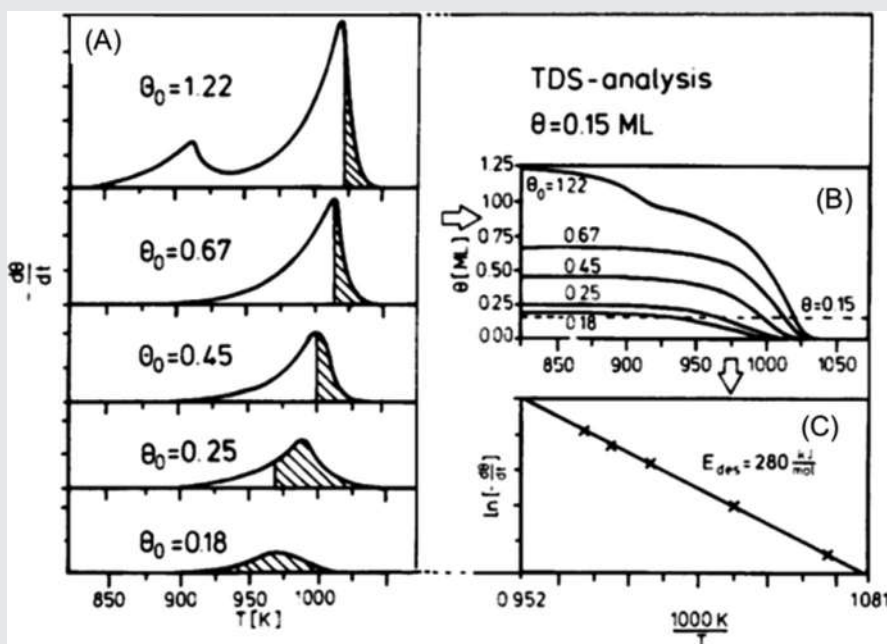 (A)
θ₀=1.22
θ₀=0.67
θ₀=0.45
θ₀=0.25
θ₀=0.18
- dθ/dt
850 900 950 1000
T [K]
TDS-analysis
θ=0.15 ML
(B)
θ [ML]
1.25
1.00
0.75
0.50
0.25
0.00
θ₀=1.22
0.67
0.45
0.25
0.18
θ=0.15
850 900 950 1000 1050
(C)
ln[-dθ/dt]
E_des = 280 kJ/mol
0.952 1.081
1000 K/T